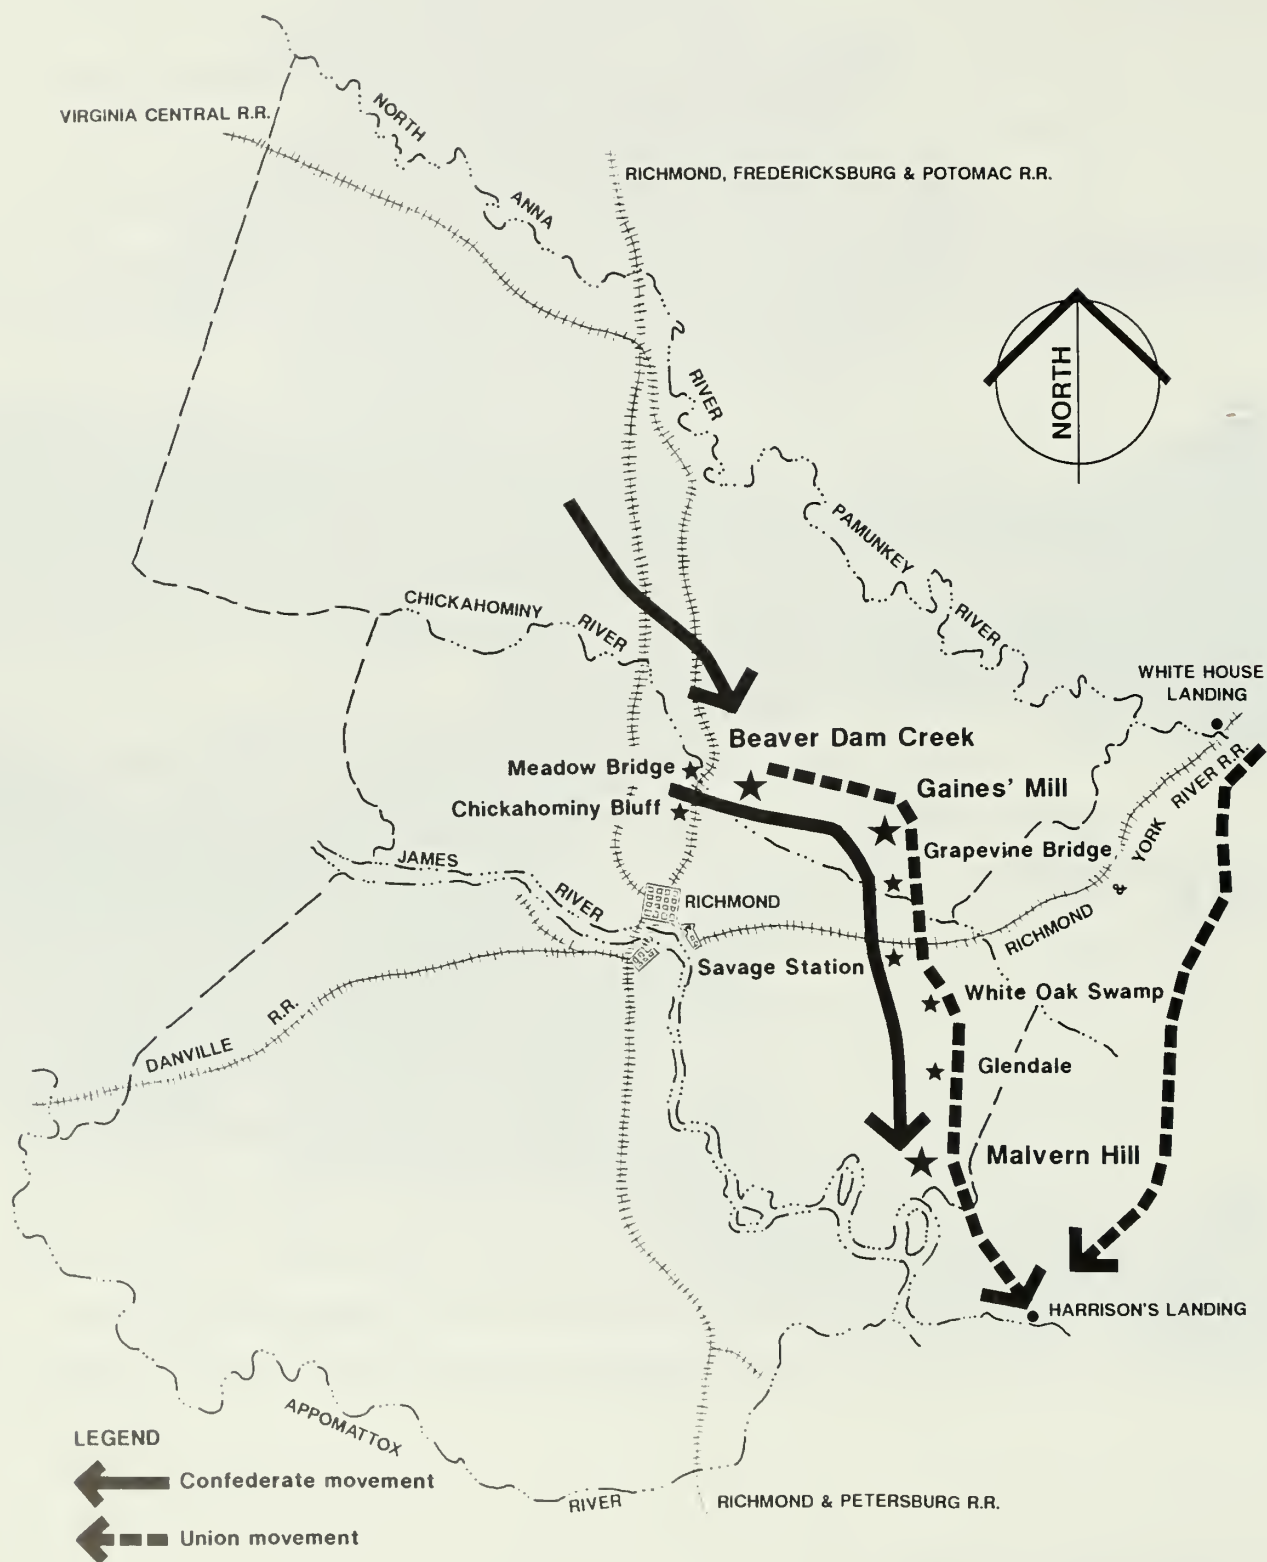 VIRGINIA CENTRAL R.R.
NORTH
ANNA
RIVER
RICHMOND, FREDERICKSBURG & POTOMAC R.R.
NORTH
PAMUNKEY
RIVER
CHICKAHOMINY
RIVER
WHITE HOUSE
LANDING
Beaver Dam Creek
Meadow Bridge
Gaines' Mill
Chickahominy Bluff
Grapevine Bridge
JAMES
RIVER
RICHMOND
RICHMOND & YORK RIVER R.R.
Savage Station
White Oak Swamp
DANVILLE R.R.
Glendale
Malvern Hill
HARRISON'S LANDING
APPOMATTOX
RIVER
LEGEND
Confederate movement
Union movement
RICHMOND & PETERSBURG R.R.